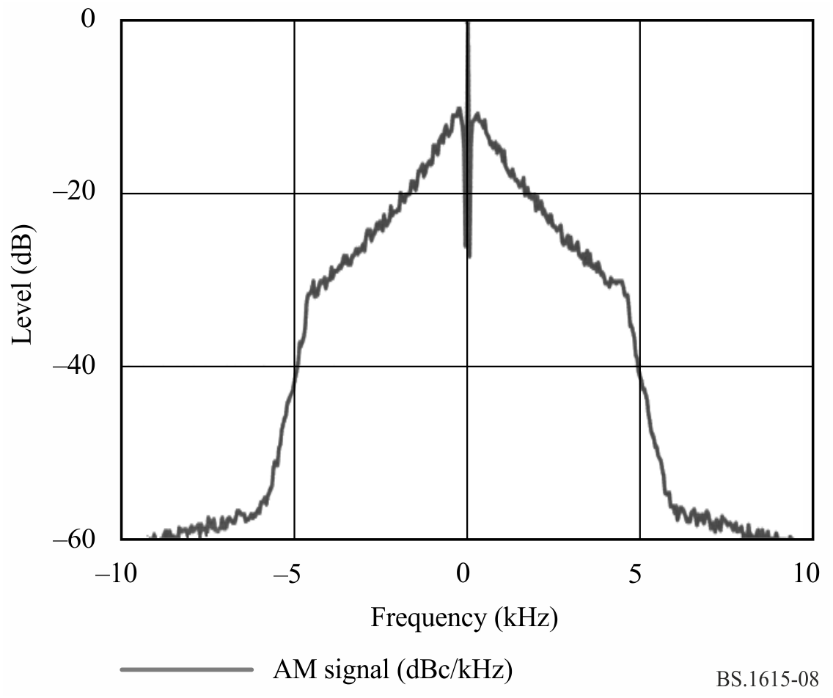 0
–20
–40
–60
Level (dB)
–10
–5
0
5
10
Frequency (kHz)
AM signal (dBc/kHz)
BS.1615-08